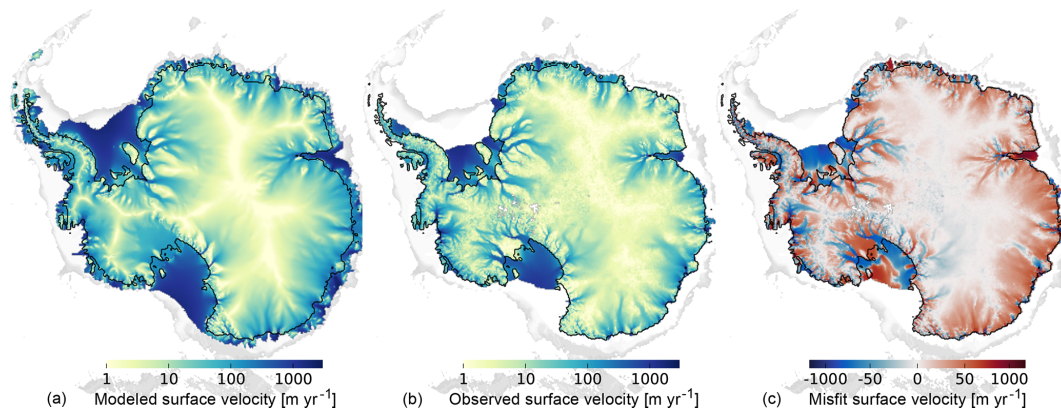 1 10 100 1000
(a) Modeled surface velocity [m yr⁻¹]
1 10 100 1000
(b) Observed surface velocity [m yr⁻¹]
-1000 -50 0 50 1000
(c) Misfit surface velocity [m yr⁻¹]